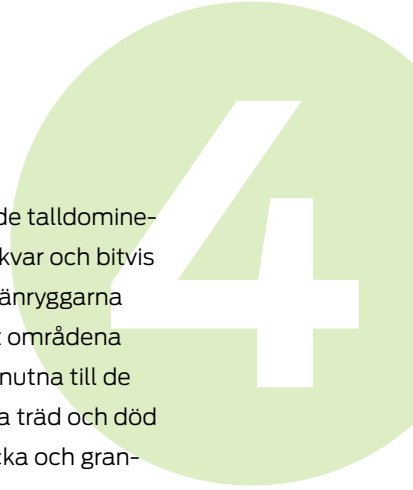 4
de talldomine-
kvar och bitvis
änryggarna
områdena
nutna till de
a träd och död
cka och gran-